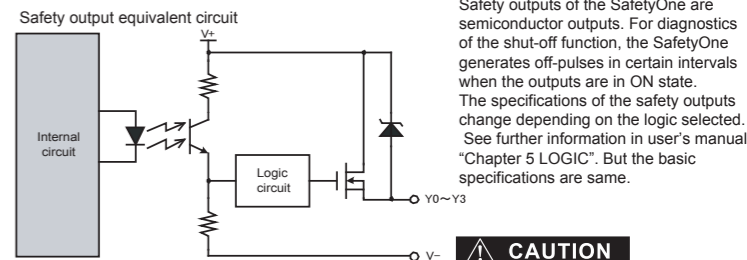 Safety output equivalent circuit
V+
Internal
circuit
Logic
circuit
Y0～Y3
V−
Safety outputs of the SafetyOne are
semiconductor outputs. For diagnostics
of the shut-off function, the SafetyOne
generates off-pulses in certain intervals
when the outputs are in ON state.
The specifications of the safety outputs
change depending on the logic selected.
See further information in user's manual
“Chapter 5 LOGIC”. But the basic
specifications are same.
CAUTION